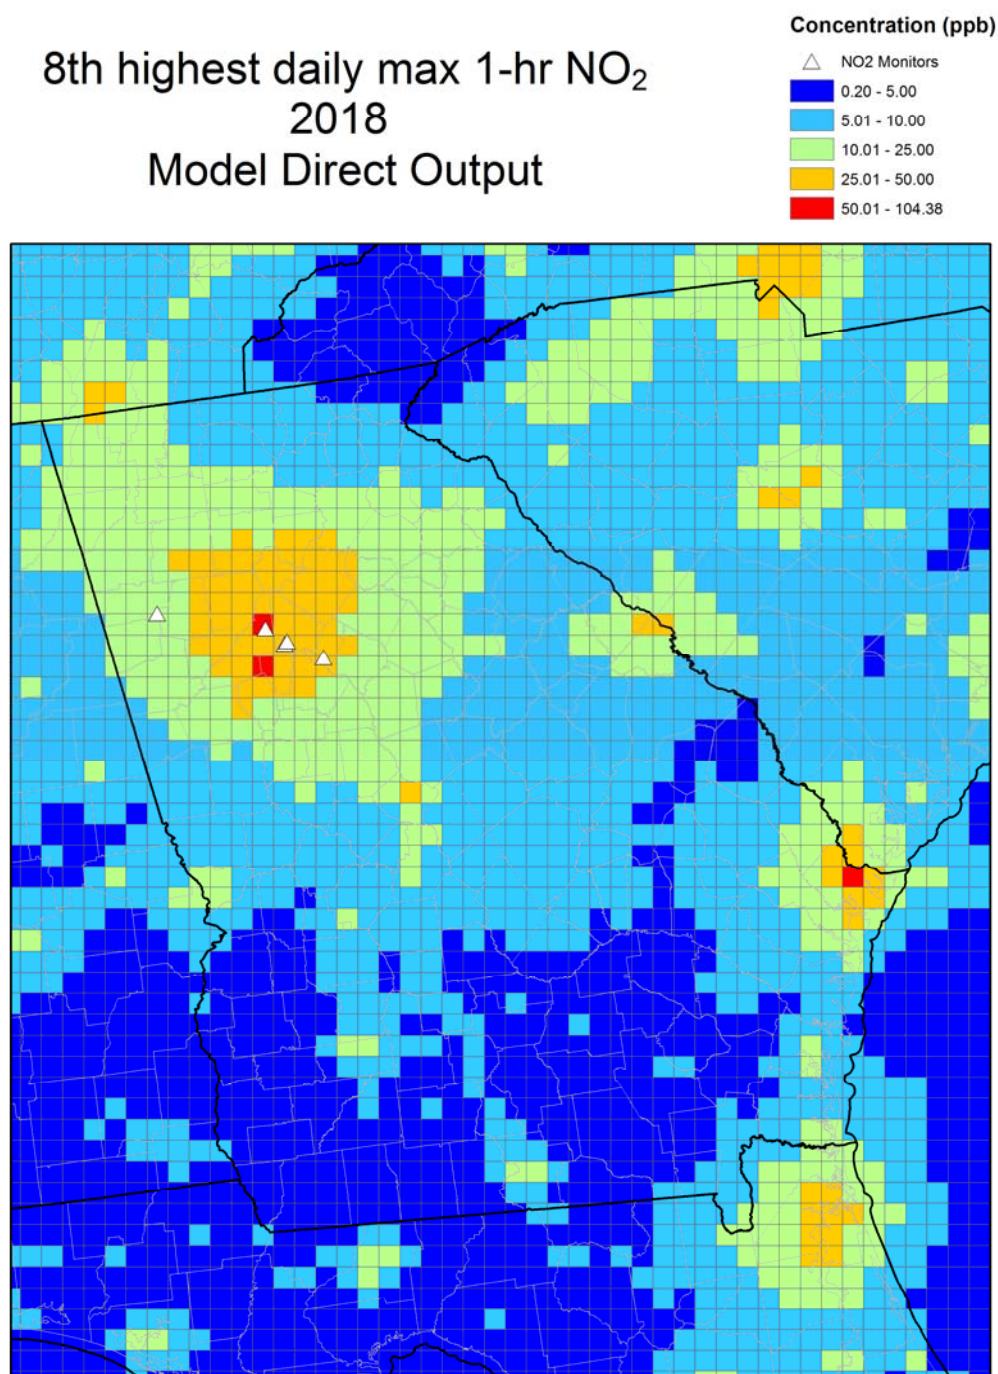 8th highest daily max 1-hr NO₂
2018
Model Direct Output
Concentration (ppb)
NO2 Monitors
0.20 - 5.00
5.01 - 10.00
10.01 - 25.00
25.01 - 50.00
50.01 - 104.38